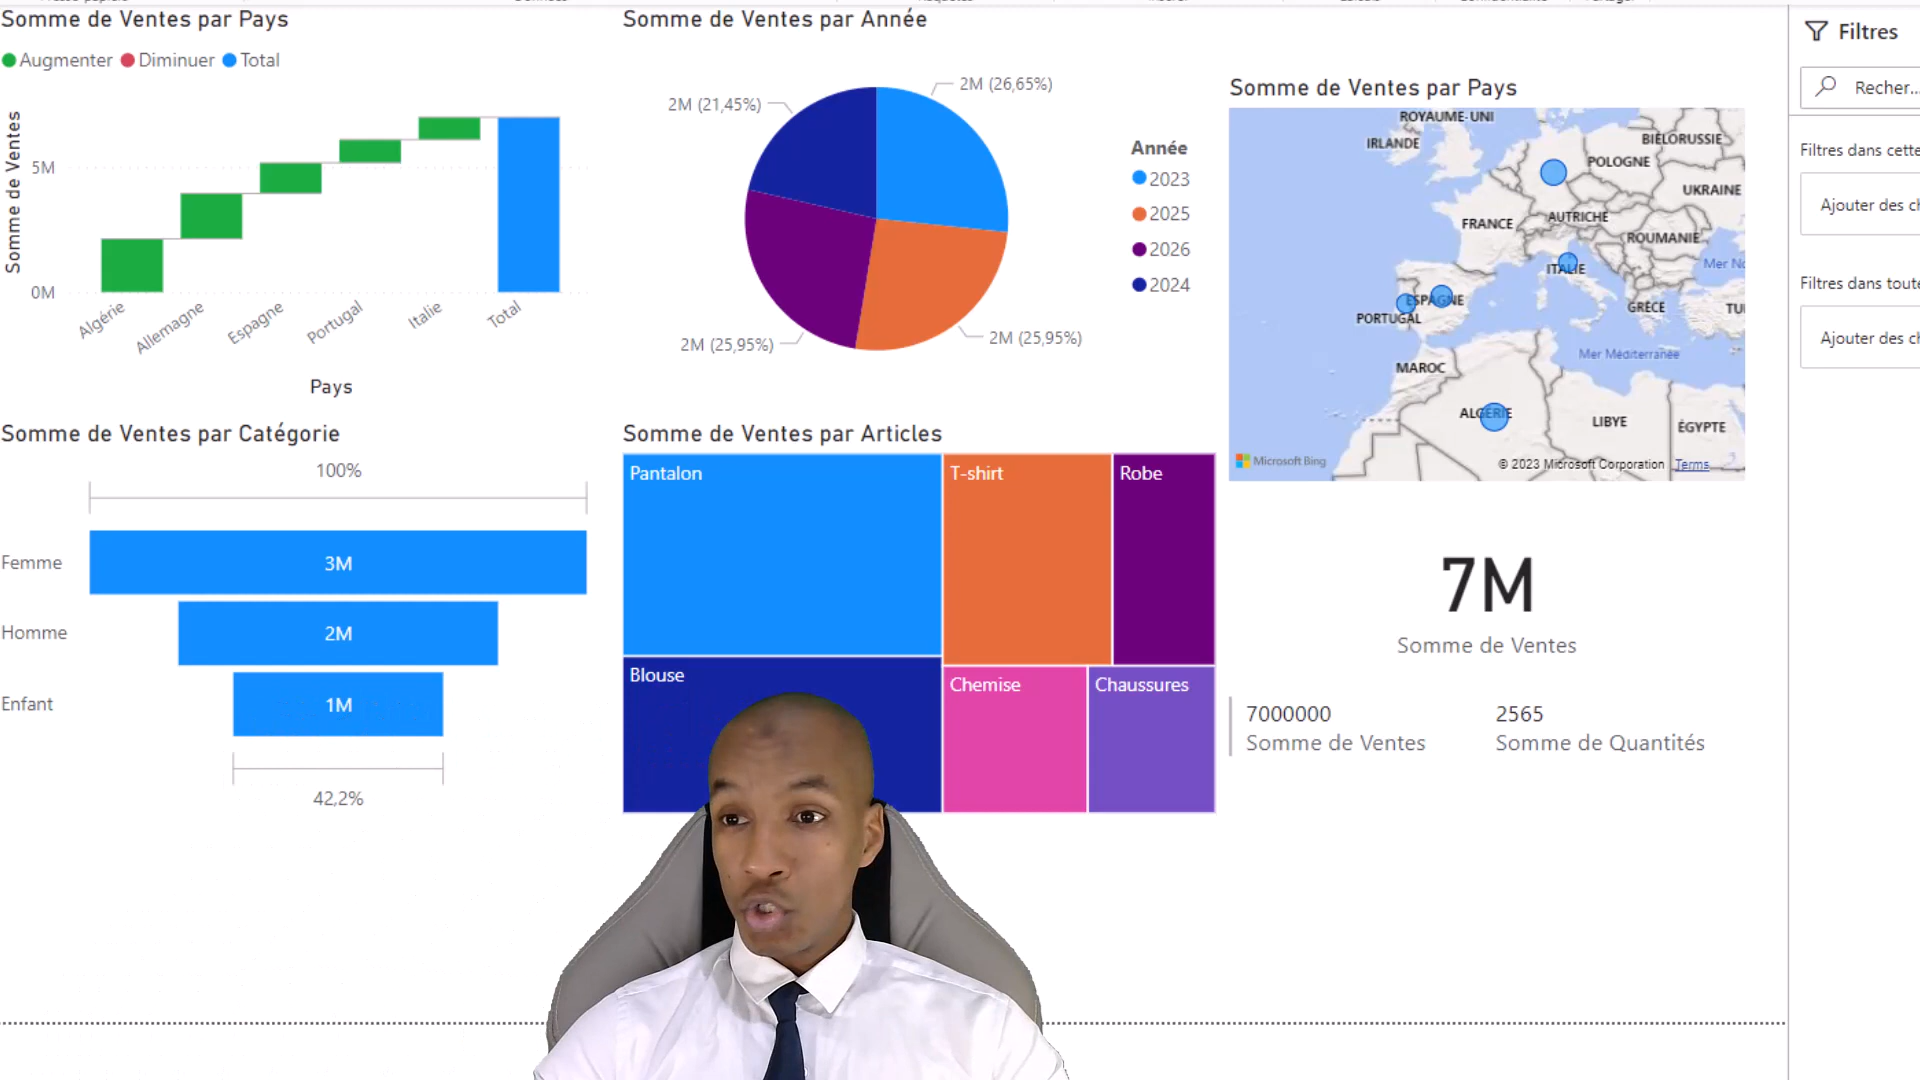 Somme de Ventes par Pays
Augmenter Diminuer Total
Somme de Ventes
5M
0M
Algérie
Allemagne
Espagne
Portugal
Italie
Total
Pays
Somme de Ventes par Année
2M (26,65%)
2M (21,45%)
2M (25,95%)
2M (25,95%)
Année
2023
2025
2026
2024
Somme de Ventes par Pays
ROYAUME-UNI
IRLANDE
BIÉLORUSSIE
POLOGNE
UKRAINE
FRANCE
AUTRICHE
ROUMANIE
Mer No
ITALIE
ESPAGNE
PORTUGAL
GRÈCE
TU
Mer Méditerranée
MAROC
ALGÉRIE
LIBYE
ÉGYPTE
Microsoft Bing
© 2023 Microsoft Corporation Terms
Filtres
Recher...
Filtres dans cette
Ajouter des ch
Filtres dans toute
Ajouter des ch
Somme de Ventes par Catégorie
100%
Femme
3M
Homme
2M
Enfant
1M
42,2%
Somme de Ventes par Articles
Pantalon
T-shirt
Robe
Blouse
Chemise
Chaussures
7M
Somme de Ventes
7000000
Somme de Ventes
2565
Somme de Quantités